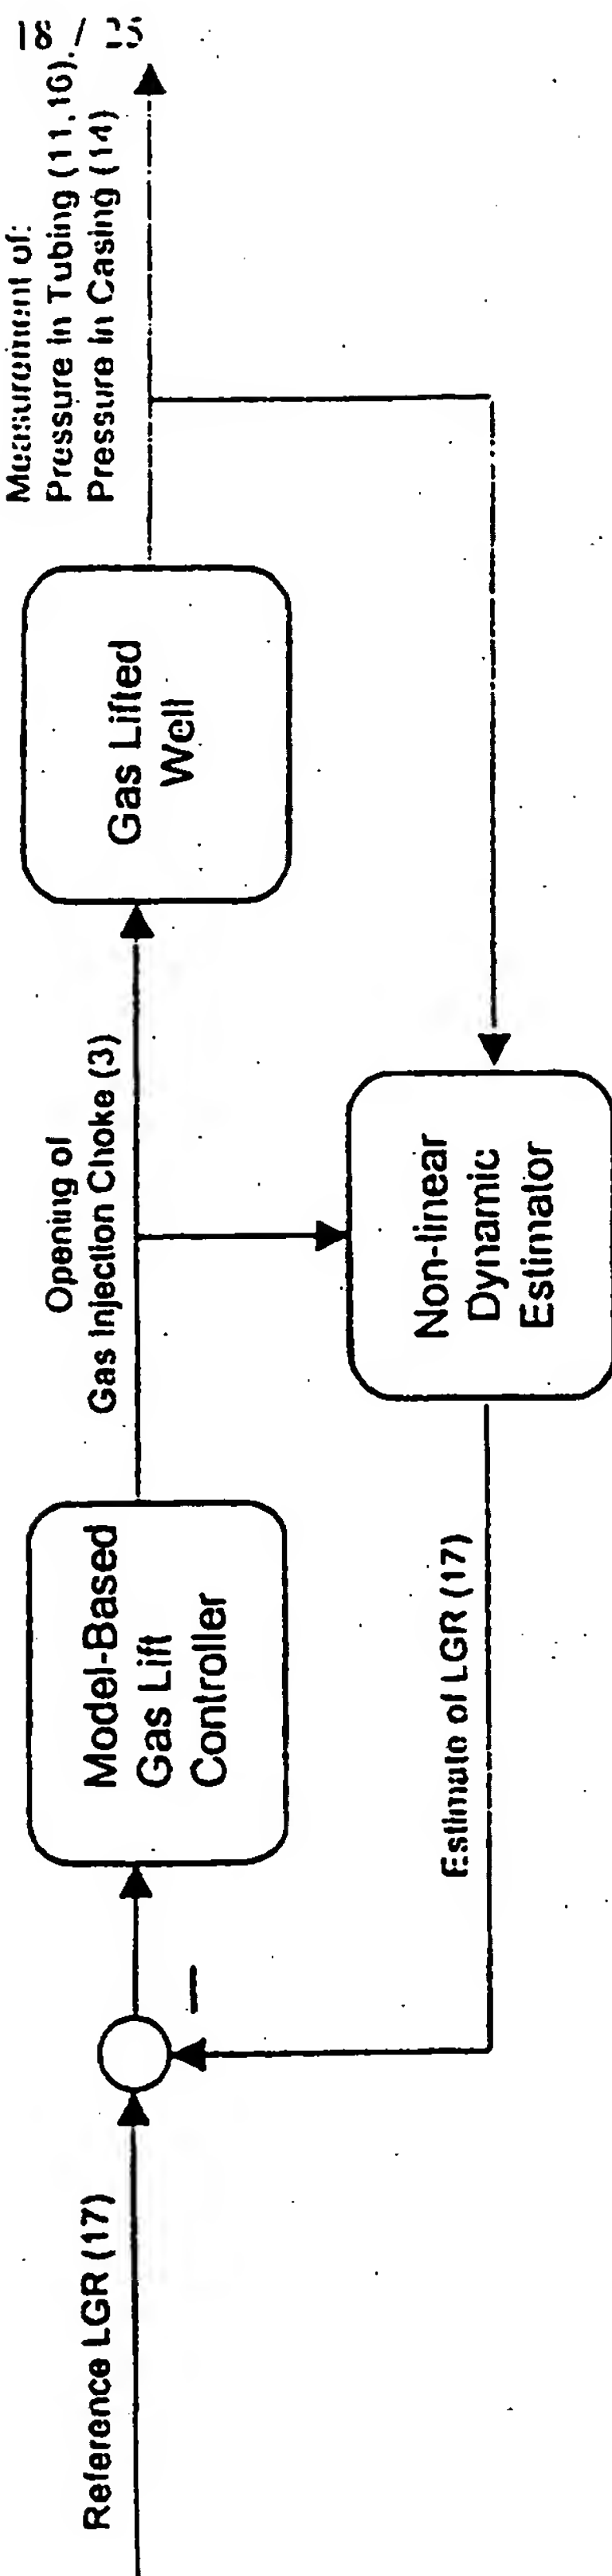 18 / 25
Measurement of:
Pressure in Tubing (11,16).
Pressure in Casing (14)
Gas Lifted
Well
Opening of
Gas Injection Choke (3)
Non-linear
Dynamic
Estimator
Model-Based
Gas Lift
Controller
Estimate of LGR (17)
–
Reference LGR (17)